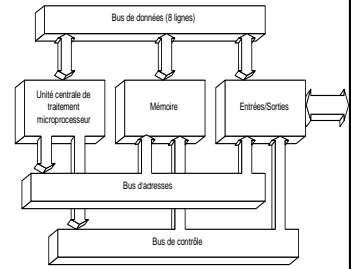 Bus de données (8 lignes)
Unité centrale de
traitement
microprocesseur
Mémoire
Entrées/Sorties
Bus d'adresses
Bus de contrôle